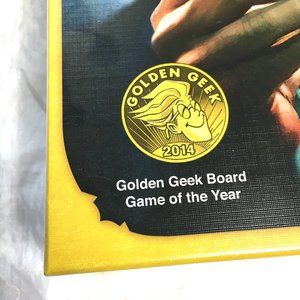 GOLDEN GEEK
2014
Golden Geek Board
Game of the Year